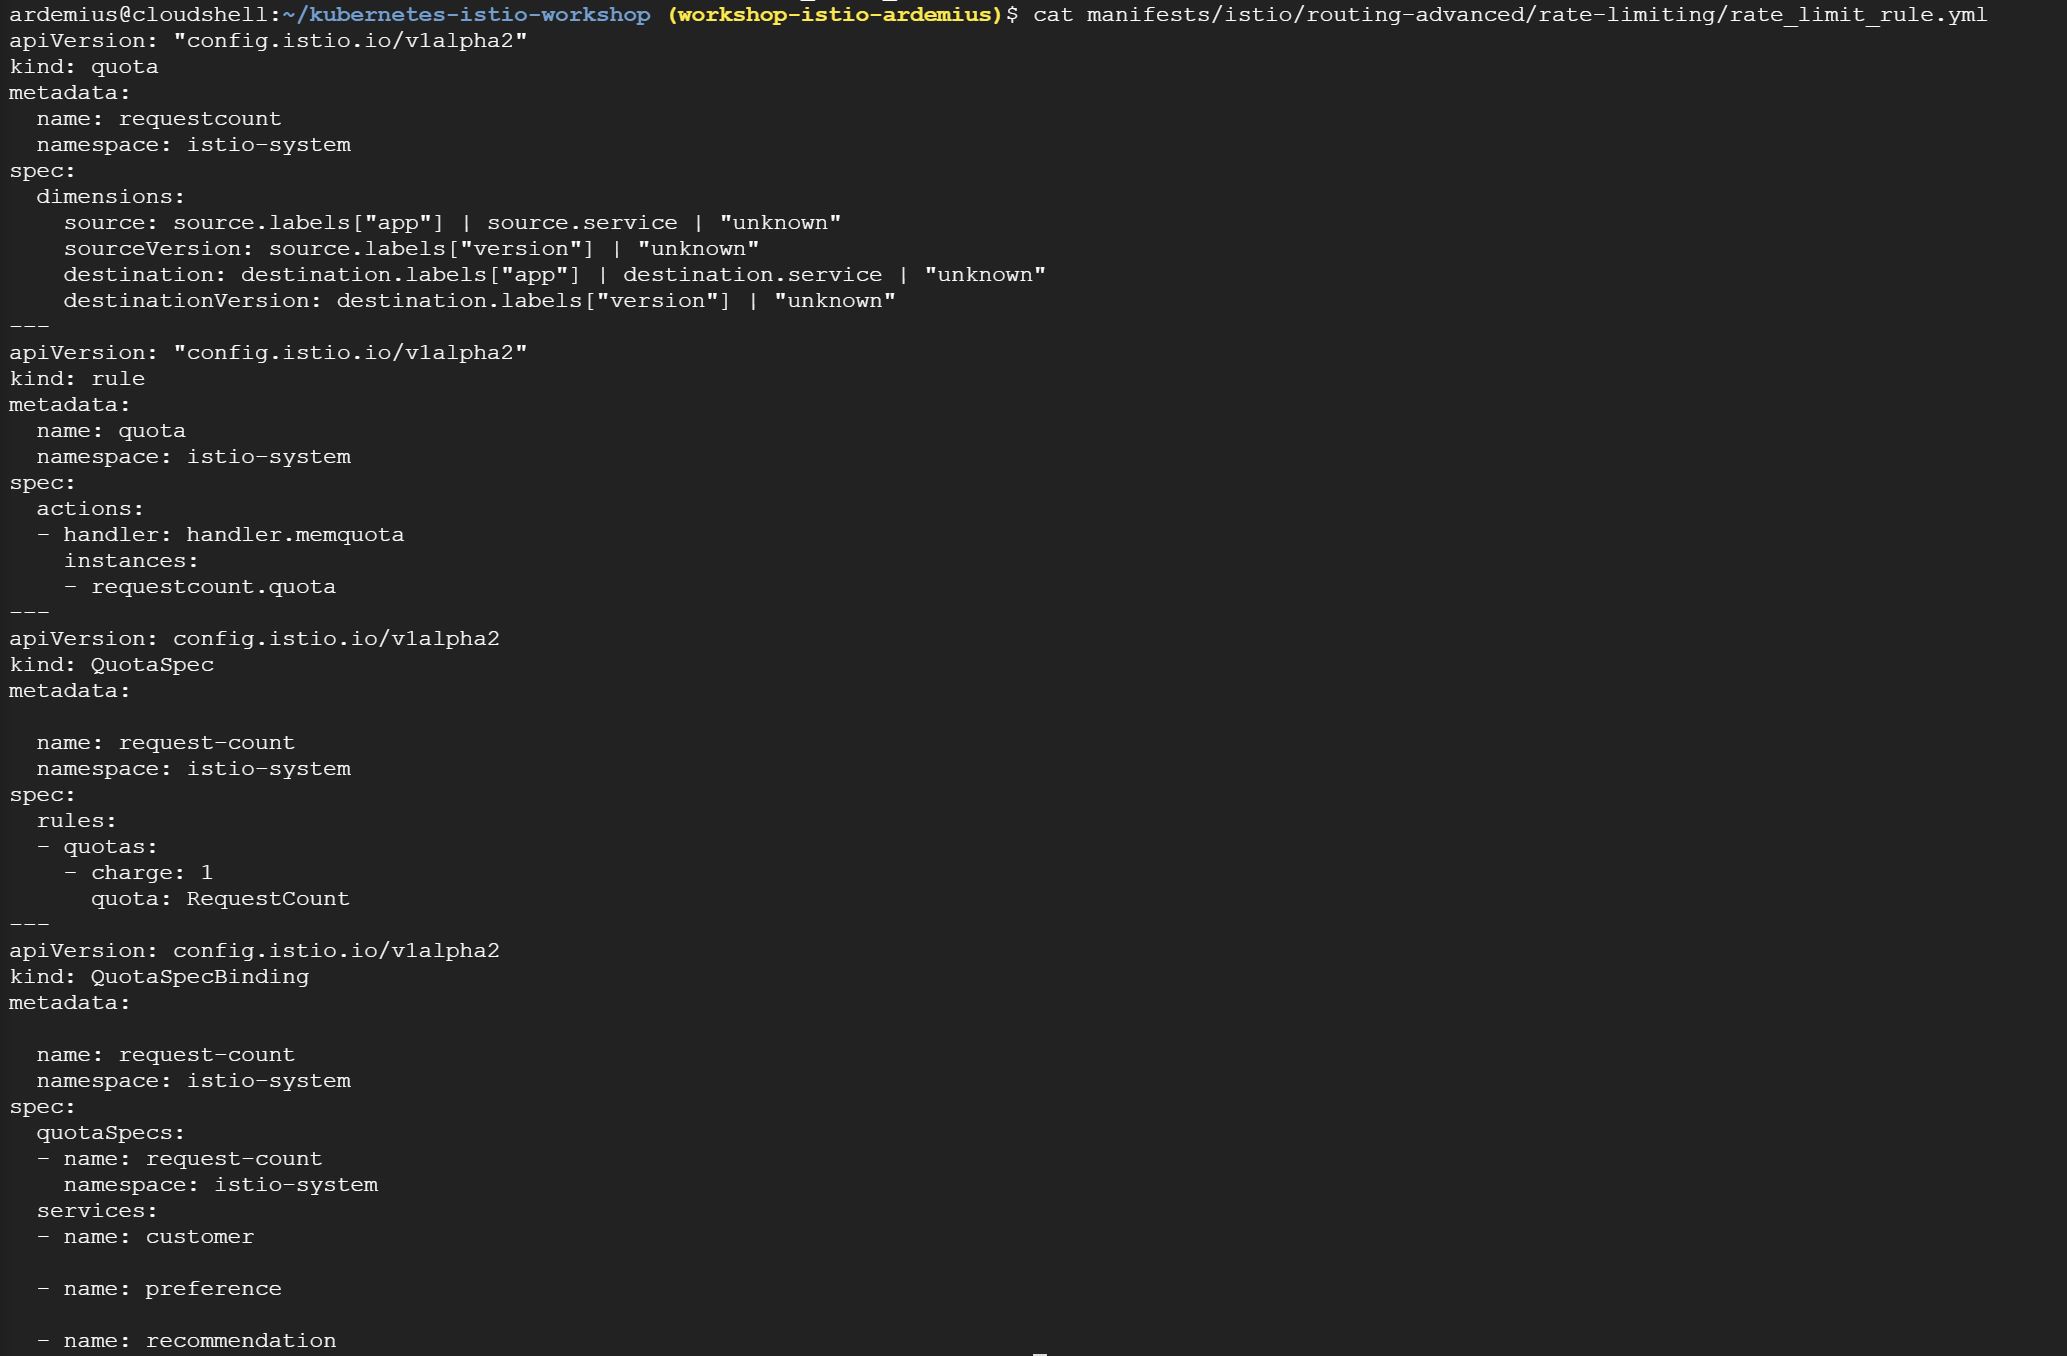 ardemius@cloudshell:~/kubernetes-istio-workshop (workshop-istio-ardemius)$ cat manifests/istio/routing-advanced/rate-limiting/rate_limit_rule.yml
apiVersion: "config.istio.io/v1alpha2"
kind: quota
metadata:
  name: requestcount
  namespace: istio-system
spec:
  dimensions:
    source: source.labels["app"] | source.service | "unknown"
    sourceVersion: source.labels["version"] | "unknown"
    destination: destination.labels["app"] | destination.service | "unknown"
    destinationVersion: destination.labels["version"] | "unknown"
---
apiVersion: "config.istio.io/v1alpha2"
kind: rule
metadata:
  name: quota
  namespace: istio-system
spec:
  actions:
  - handler: handler.memquota
    instances:
    - requestcount.quota
---
apiVersion: config.istio.io/v1alpha2
kind: QuotaSpec
metadata:

  name: request-count
  namespace: istio-system
spec:
  rules:
  - quotas:
    - charge: 1
      quota: RequestCount
---
apiVersion: config.istio.io/v1alpha2
kind: QuotaSpecBinding
metadata:

  name: request-count
  namespace: istio-system
spec:
  quotaSpecs:
  - name: request-count
    namespace: istio-system
  services:
  - name: customer

  - name: preference

  - name: recommendation